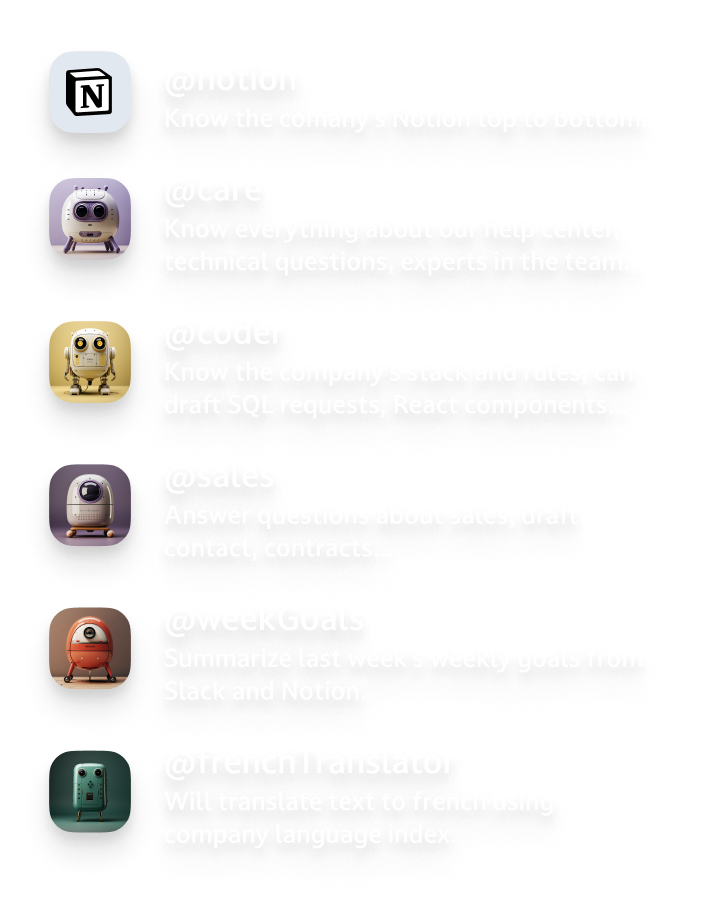 N
@notion
Know the comany's Notion top to bottom.
@care
Know everything about our help center,
technical questions, experts in the team...
@coder
Know the company's stack and rules, can
draft SQL requests, React components...
@sales
Answer questions about sales, draft
contact, contracts...
@weekGoals
Summarize last week's weekly goals from
Slack and Notion.
@frenchTranslator
Will translate text to french using
company language index.